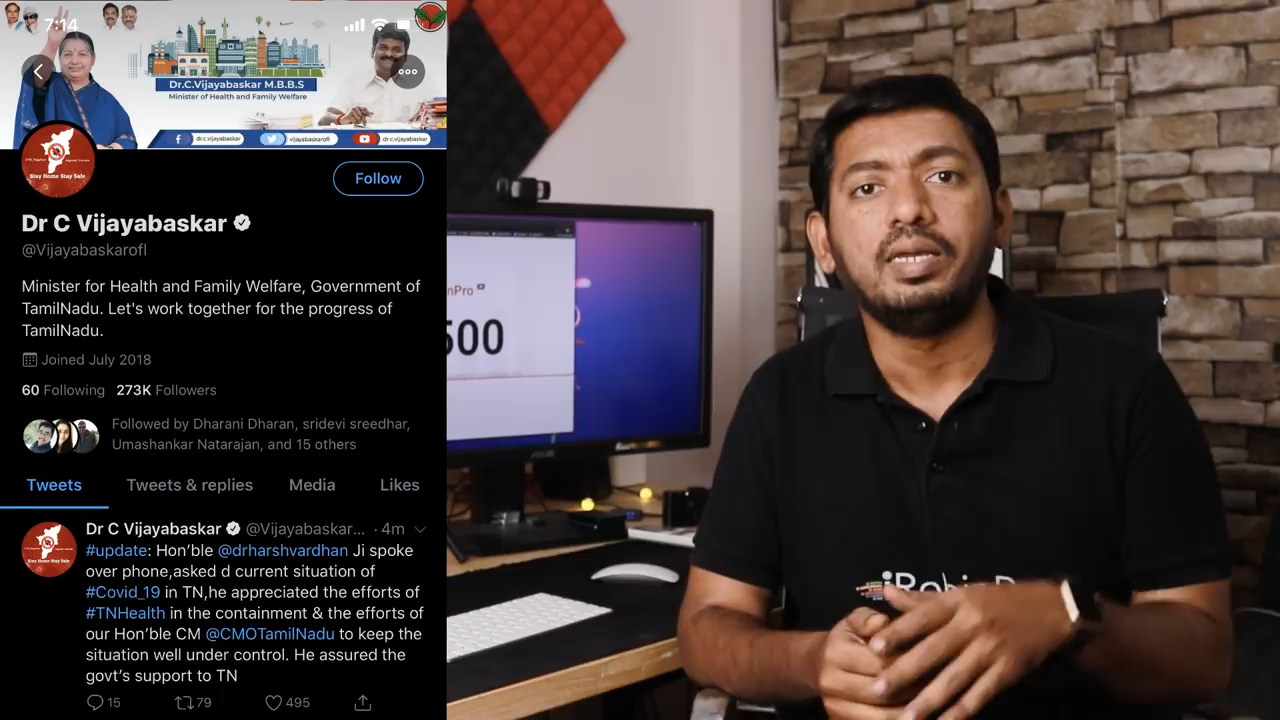 7:14
Dr.C.Vijayabaskar M.B.B.S
Minister of Health and Family Welfare
dr.c.vijayabaskar
vijayabaskarofl
dr.c.vijayabaskar
Stay Home Stay Safe
Follow
Dr C Vijayabaskar
@Vijayabaskarofl
Minister for Health and Family Welfare, Government of
TamilNadu. Let's work together for the progress of
TamilNadu.
Joined July 2018
60 Following 273K Followers
Followed by Dharani Dharan, sridevi sreedhar,
Umashankar Natarajan, and 15 others
Tweets Tweets & replies Media Likes
Dr C Vijayabaskar @Vijayabaskar... · 4m
#update: Hon’ble @drharshvardhan Ji spoke
over phone,asked d current situation of
#Covid_19 in TN,he appreciated the efforts of
#TNHealth in the containment & the efforts of
our Hon’ble CM @CMOTamilNadu to keep the
situation well under control. He assured the
govt’s support to TN
15 79 495
Stay Home Stay Safe
nPro
500
ASUS